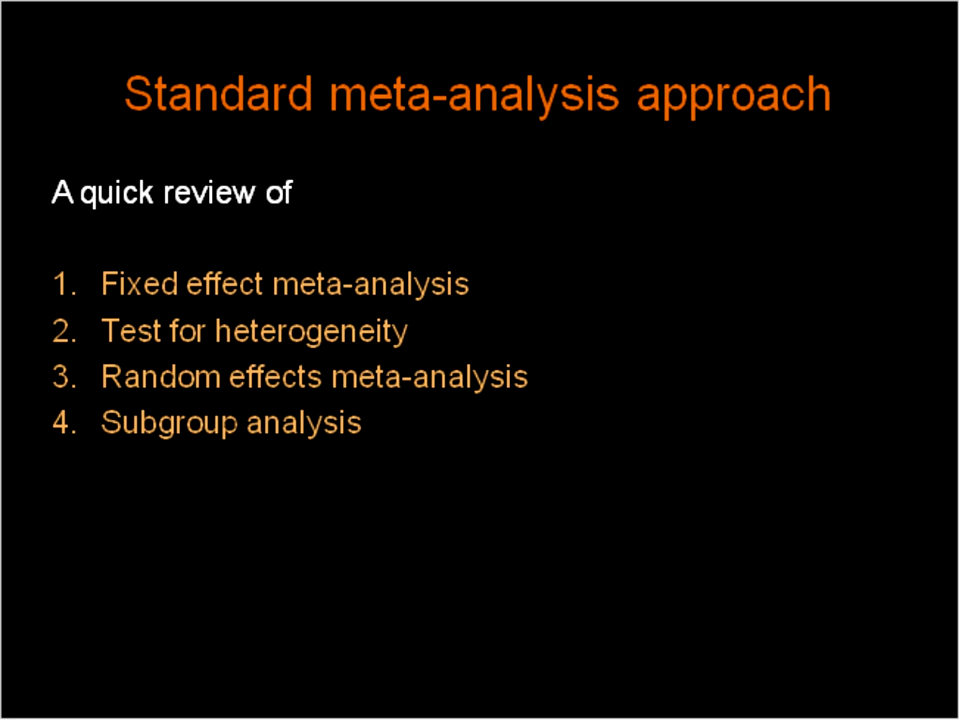 Standard meta-analysis approach
A quick review of
1. Fixed effect meta-analysis
2. Test for heterogeneity
3. Random effects meta-analysis
4. Subgroup analysis